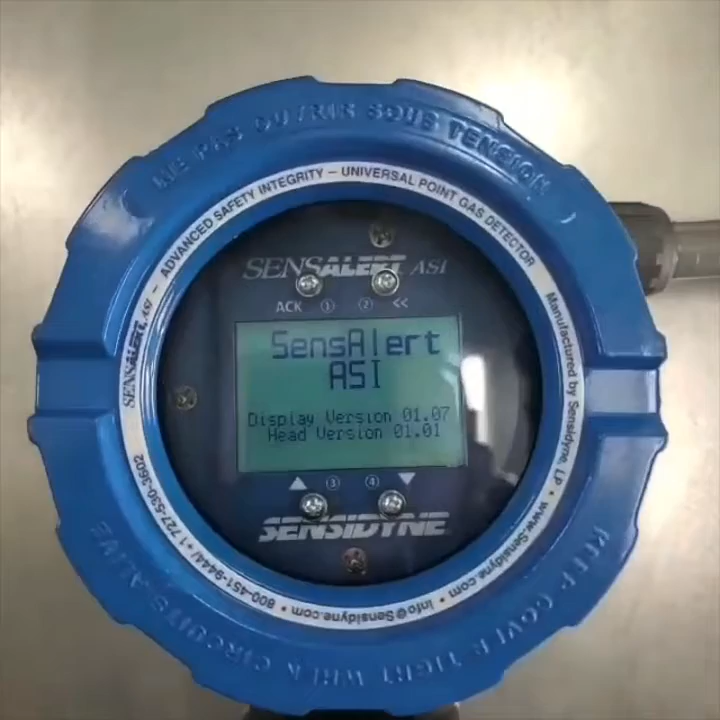 NE PAS OUVRIR SOUS TENSION
SENSALERT ASI — ADVANCED SAFETY INTEGRITY — UNIVERSAL POINT GAS DETECTOR
Manufactured by Sensidyne LP • www.Sensidyne.com • info@Sensidyne.com • 800-451-9444/+1 727-530-3602
SENSALERT ASI
ACK ① ② <<
SensAlert
ASI
Display Version 01.07
Head Version 01.01
▲ ③ ④ ▼
SENSIDYNE
KEEP COVER TIGHT WHILE CIRCUITS ALIVE